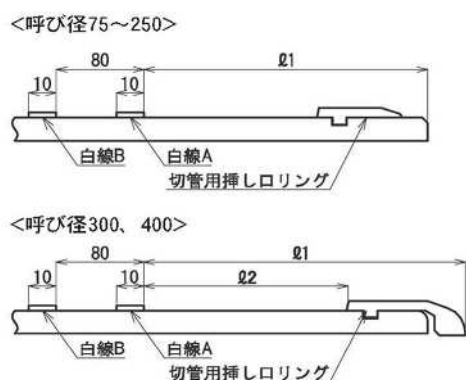 <呼び径75～250>
80 ℓ1
10 10
白線B 白線A
切管用挿し口リング
<呼び径300、400>
80 ℓ1
10 10 ℓ2
白線B 白線A
切管用挿し口リング